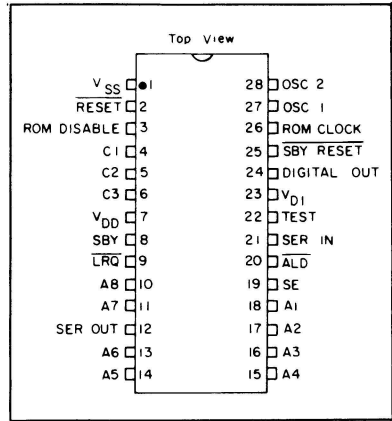 Top View
V SS 1 28 OSC 2
RESET 2 27 OSC 1
ROM DISABLE 3 26 ROM CLOCK
C1 4 25 SBY RESET
C2 5 24 DIGITAL OUT
C3 6 23 VD1
VDD 7 22 TEST
SBY 8 21 SER IN
LRQ 9 20 ALD
A8 10 19 SE
A7 11 18 A1
SER OUT 12 17 A2
A6 13 16 A3
A5 14 15 A4